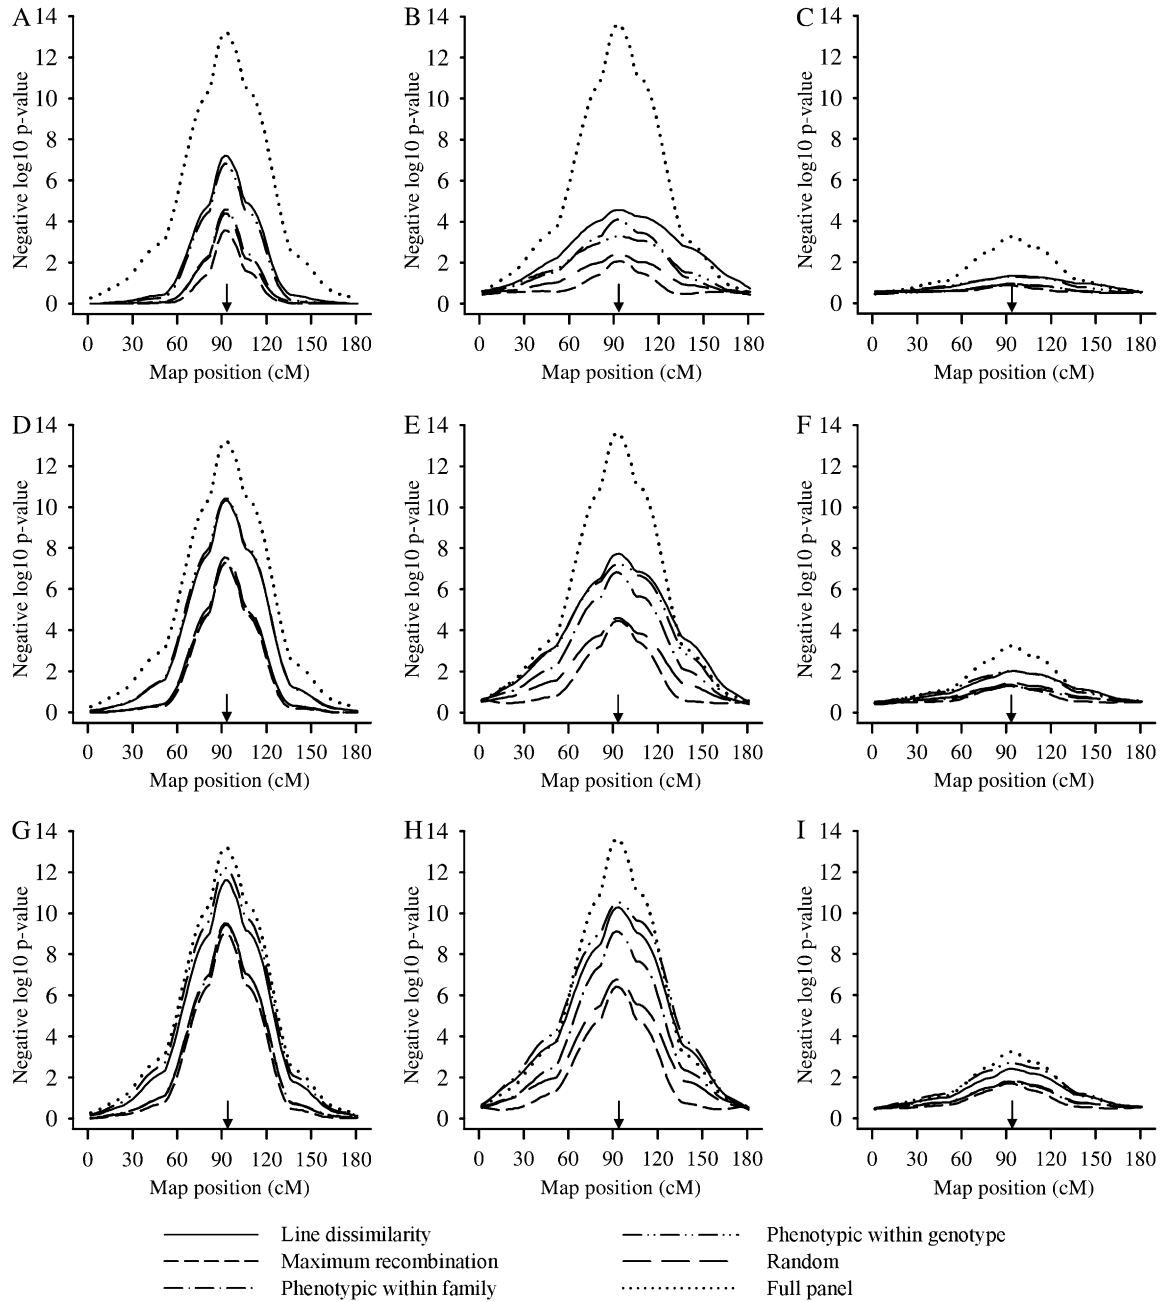 A
14
12
10
8
6
4
2
0
Negative log10 p-value
0 30 60 90 120 150 180
Map position (cM)
B
14
12
10
8
6
4
2
0
Negative log10 p-value
0 30 60 90 120 150 180
Map position (cM)
C
14
12
10
8
6
4
2
0
Negative log10 p-value
0 30 60 90 120 150 180
Map position (cM)
D
14
12
10
8
6
4
2
0
Negative log10 p-value
0 30 60 90 120 150 180
Map position (cM)
E
14
12
10
8
6
4
2
0
Negative log10 p-value
0 30 60 90 120 150 180
Map position (cM)
F
14
12
10
8
6
4
2
0
Negative log10 p-value
0 30 60 90 120 150 180
Map position (cM)
G
14
12
10
8
6
4
2
0
Negative log10 p-value
0 30 60 90 120 150 180
Map position (cM)
H
14
12
10
8
6
4
2
0
Negative log10 p-value
0 30 60 90 120 150 180
Map position (cM)
I
14
12
10
8
6
4
2
0
Negative log10 p-value
0 30 60 90 120 150 180
Map position (cM)
Line dissimilarity
Maximum recombination
Phenotypic within family
Phenotypic within genotype
Random
Full panel